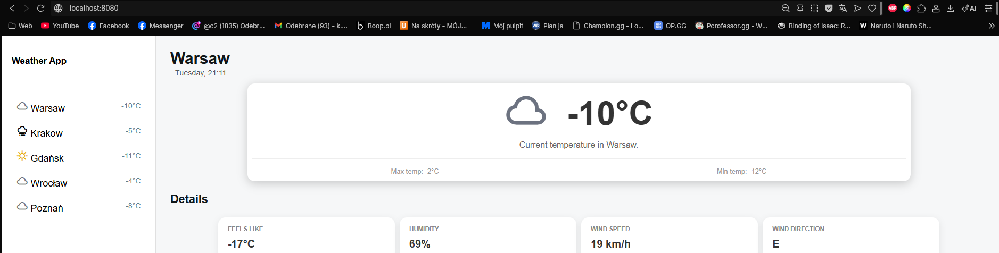 localhost:8080
ABP
AI
Web
YouTube
Facebook
Messenger
@o2 (1835) Odebr...
Odebrane (93) - k....
Boop.pl
Na skróty - MÓJ...
Mój pulpit
WD Plan ja
Champion.gg - Lo...
OP.GG
Porofessor.gg - W...
Binding of Isaac: R...
W Naruto i Naruto Sh...
Weather App
Warsaw -10°C
Krakow -5°C
Gdańsk -11°C
Wrocław -4°C
Poznań -8°C
Warsaw
Tuesday, 21:11
-10°C
Current temperature in Warsaw.
Max temp: -2°C
Min temp: -12°C
Details
FEELS LIKE
-17°C
HUMIDITY
69%
WIND SPEED
19 km/h
WIND DIRECTION
E